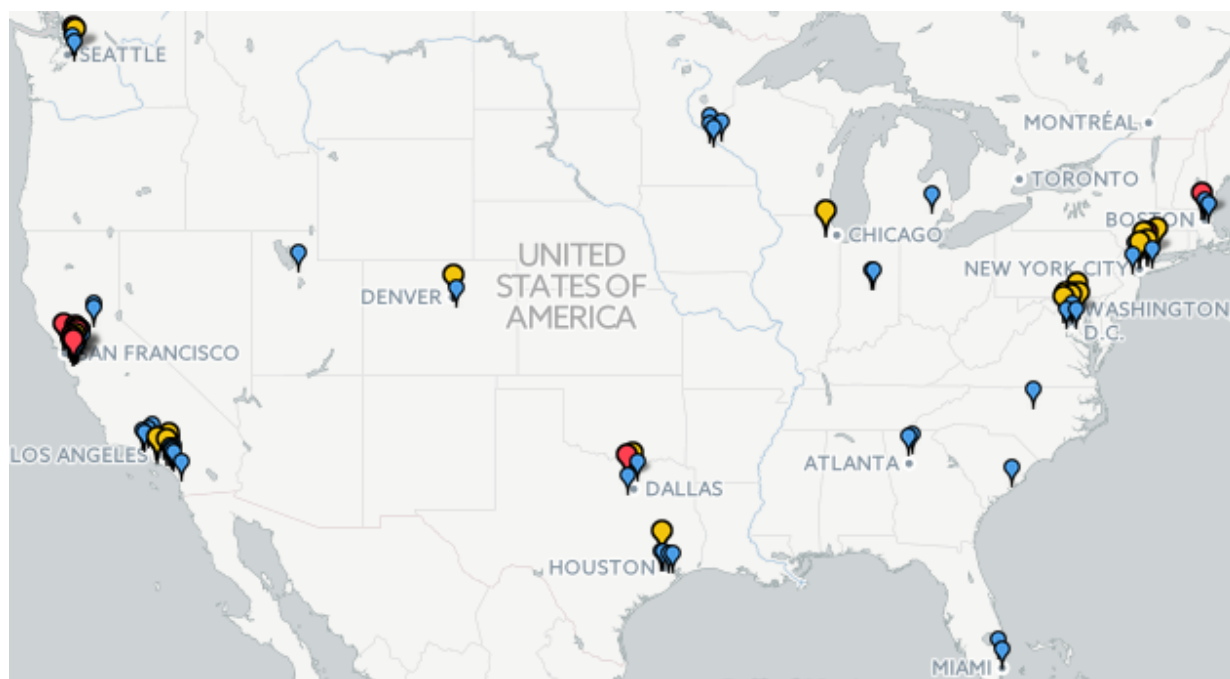 SEATTLE
MONTRÉAL
TORONTO
BOSTON
CHICAGO
UNITED
STATES OF
AMERICA
NEW YORK CITY
DENVER
WASHINGTON
D.C.
SAN FRANCISCO
LOS ANGELES
ATLANTA
DALLAS
HOUSTON
MIAMI